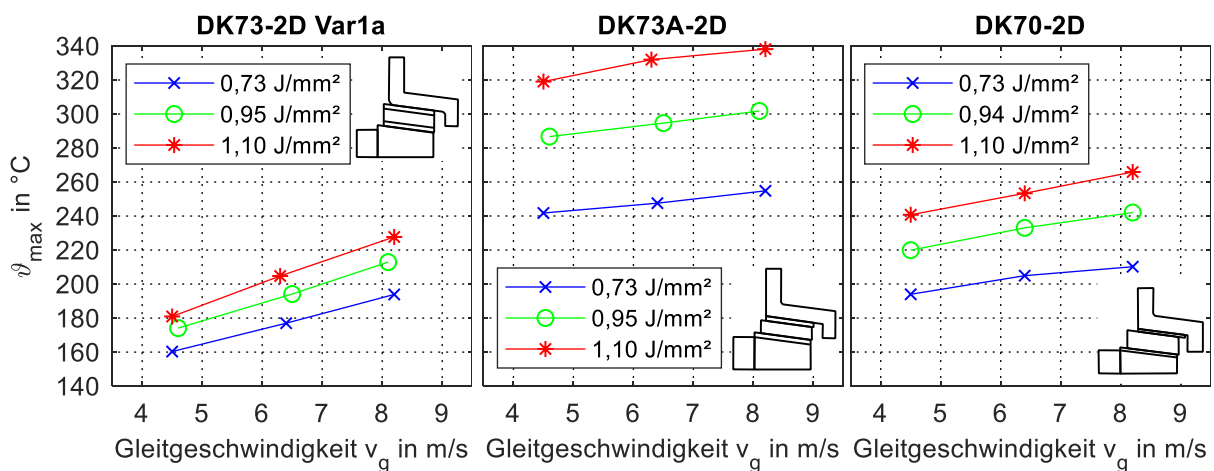 DK73-2D Var1a
DK73A-2D
DK70-2D
ϑmax in °C
340
320
300
280
260
240
220
200
180
160
140
0,73 J/mm²
0,95 J/mm²
1,10 J/mm²
0,73 J/mm²
0,95 J/mm²
1,10 J/mm²
0,73 J/mm²
0,94 J/mm²
1,10 J/mm²
4 5 6 7 8 9
4 5 6 7 8 9
4 5 6 7 8 9
Gleitgeschwindigkeit vg in m/s
Gleitgeschwindigkeit vg in m/s
Gleitgeschwindigkeit vg in m/s